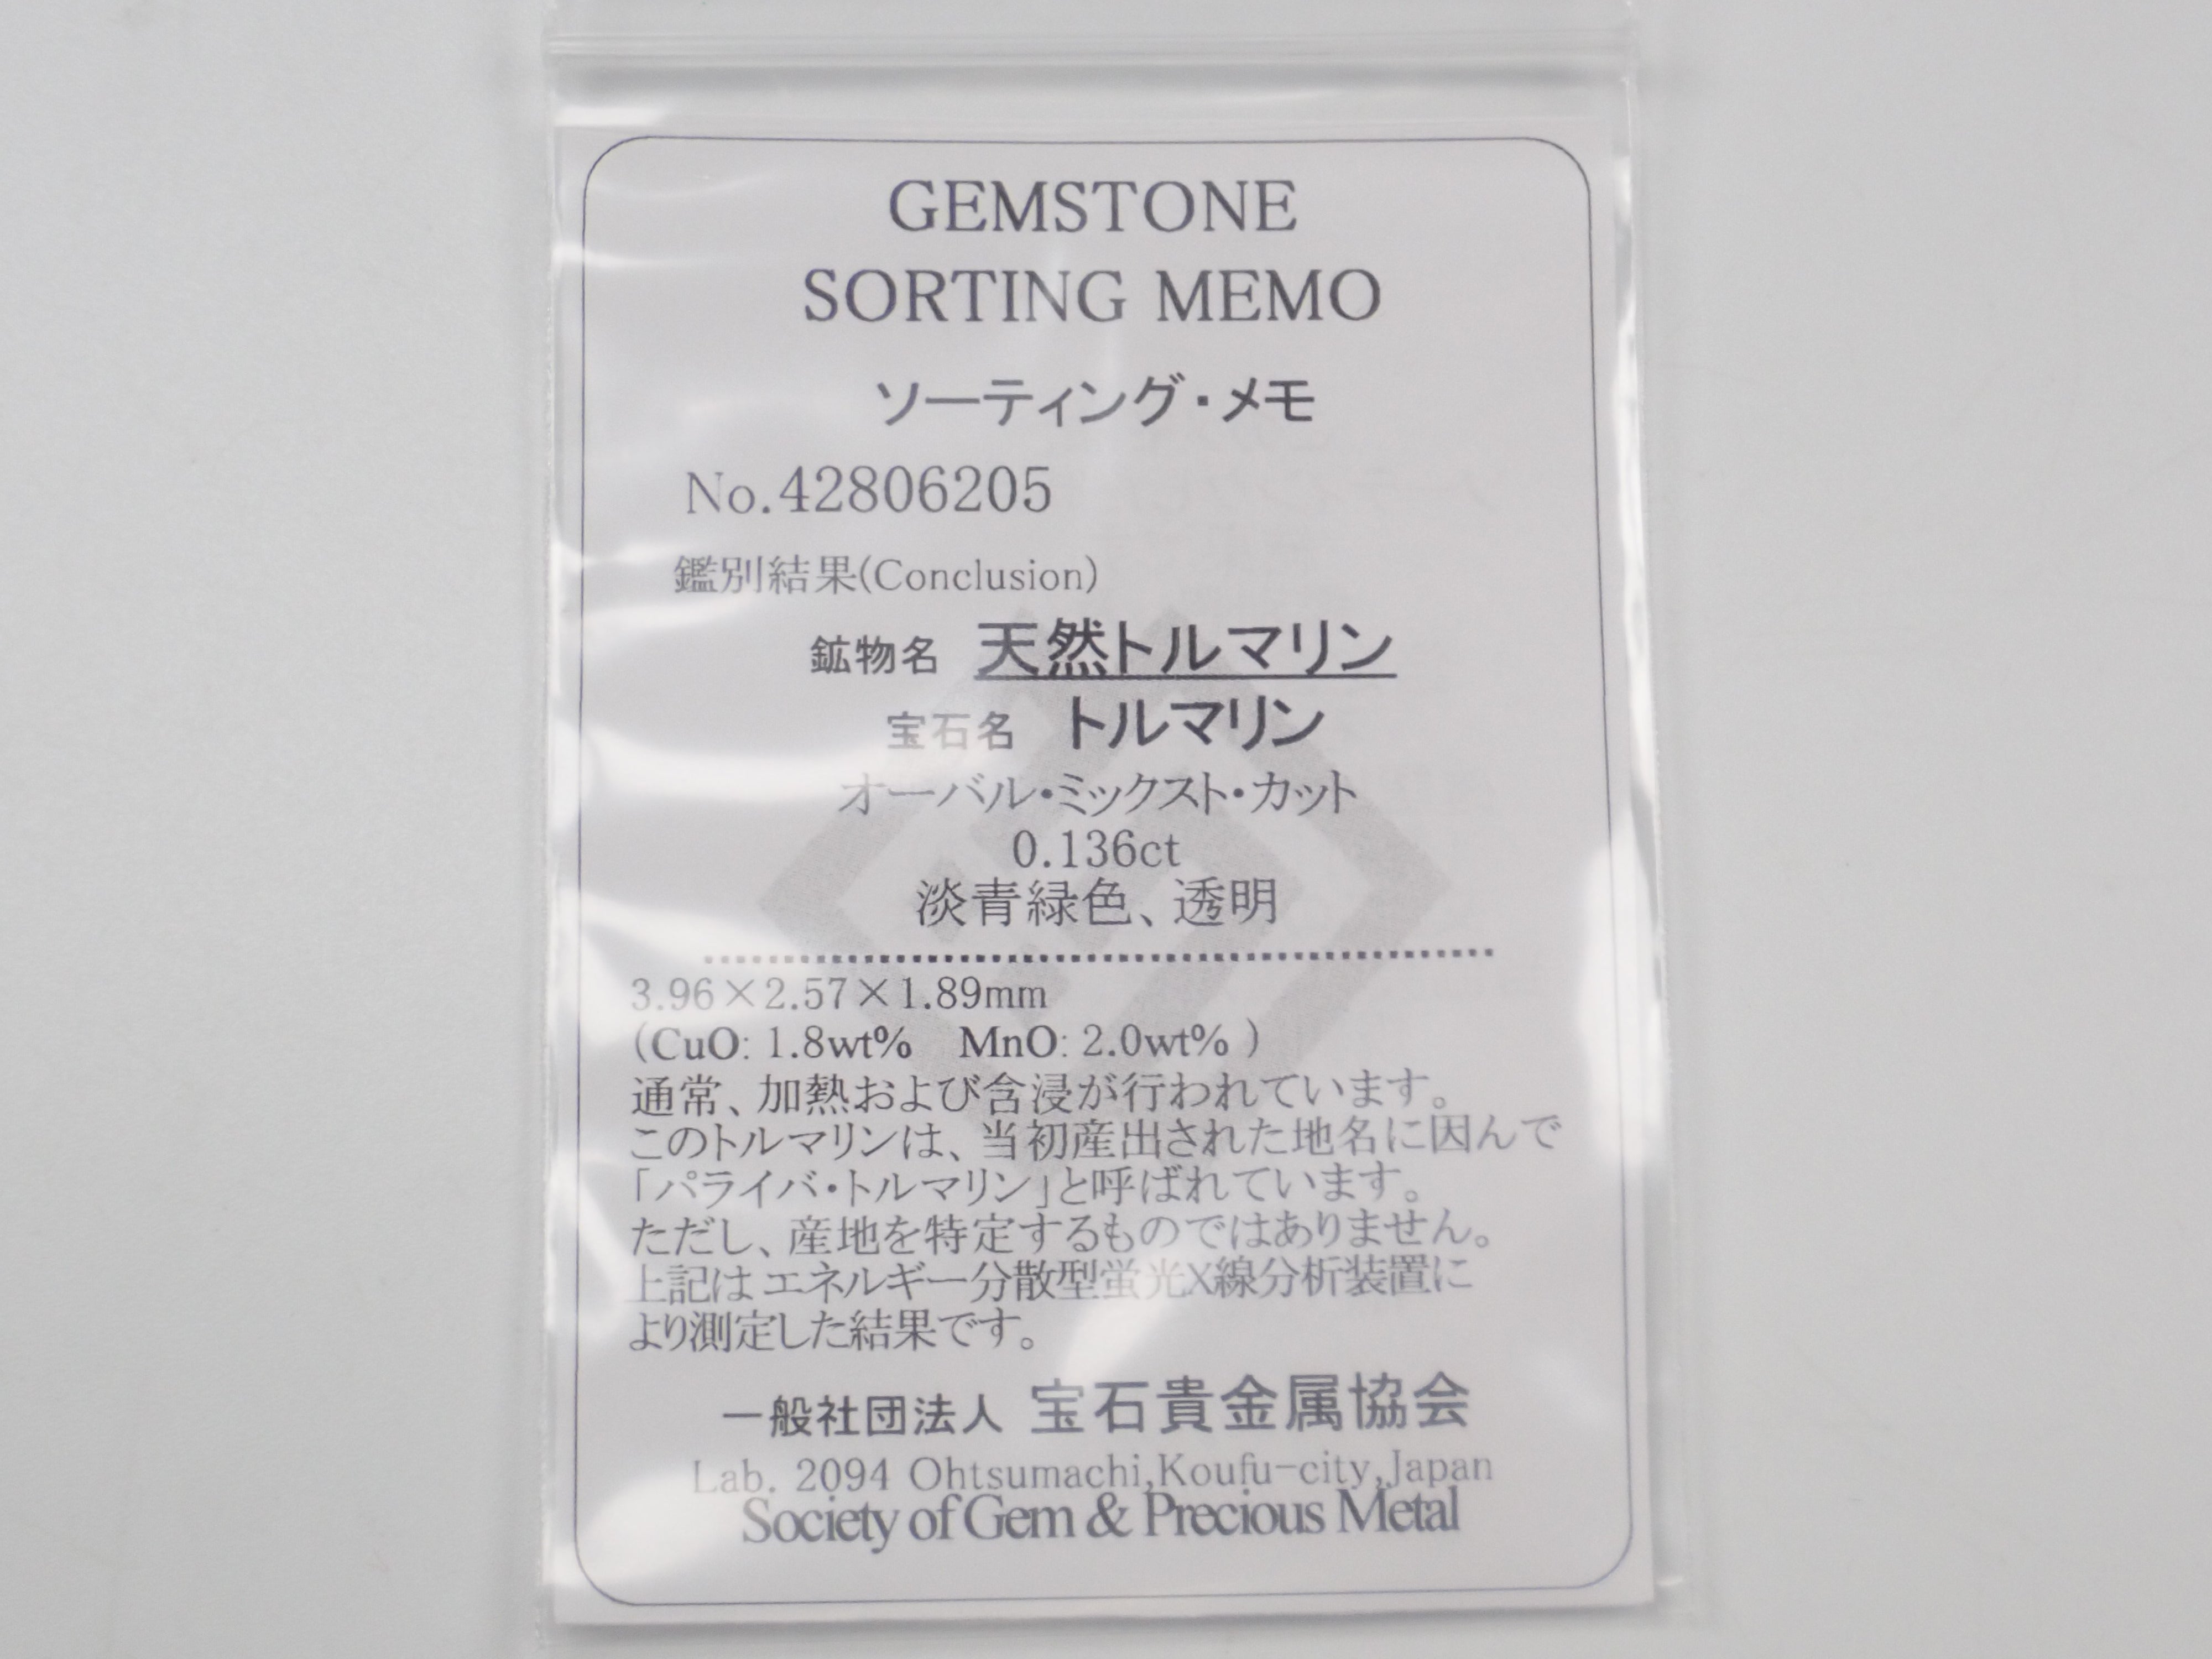 GEMSTONE
SORTING MEMO
ソーティング・メモ
No.42806205
鑑別結果(Conclusion)
鉱物名 天然トルマリン
宝石名 トルマリン
オーバル・ミックスト・カット
0.136ct
淡青緑色、透明
3.96×2.57×1.89mm
(CuO: 1.8wt% MnO: 2.0wt% )
通常、加熱および含浸が行われています。
このトルマリンは、当初産出された地名に因んで
「パライバ・トルマリン」と呼ばれています。
ただし、産地を特定するものではありません。
上記はエネルギー分散型蛍光X線分析装置に
より測定した結果です。
一般社団法人 宝石貴金属協会
Lab. 2094 Ohtsumachi,Koufu-city,Japan
Society of Gem & Precious Metal